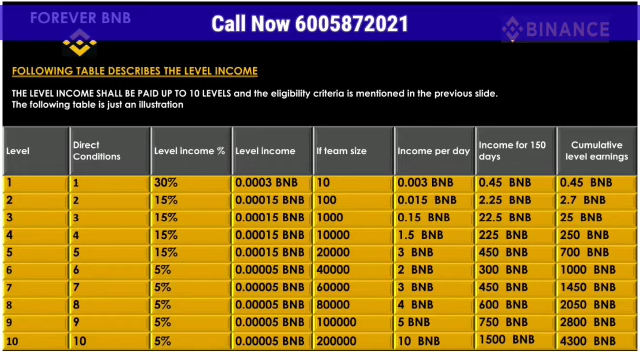 FOREVER BNB
Call Now 6005872021
BINANCE
FOLLOWING TABLE DESCRIBES THE LEVEL INCOME
THE LEVEL INCOME SHALL BE PAID UP TO 10 LEVELS and the eligibility criteria is mentioned in the previous slide.
The following table is just an illustration
Level Direct Conditions Level income % Level income If team size Income per day Income for 150 days Cumulative level earnings
1 1 30% 0.0003 BNB 10 0.003 BNB 0.45 BNB 0.45 BNB
2 2 15% 0.00015 BNB 100 0.015 BNB 2.25 BNB 2.7 BNB
3 3 15% 0.00015 BNB 1000 0.15 BNB 22.5 BNB 25 BNB
4 4 15% 0.00015 BNB 10000 1.5 BNB 225 BNB 250 BNB
5 5 15% 0.00015 BNB 20000 3 BNB 450 BNB 700 BNB
6 6 5% 0.00005 BNB 40000 2 BNB 300 BNB 1000 BNB
7 7 5% 0.00005 BNB 60000 3 BNB 450 BNB 1450 BNB
8 8 5% 0.00005 BNB 80000 4 BNB 600 BNB 2050 BNB
9 9 5% 0.00005 BNB 100000 5 BNB 750 BNB 2800 BNB
10 10 5% 0.00005 BNB 200000 10 BNB 1500 BNB 4300 BNB